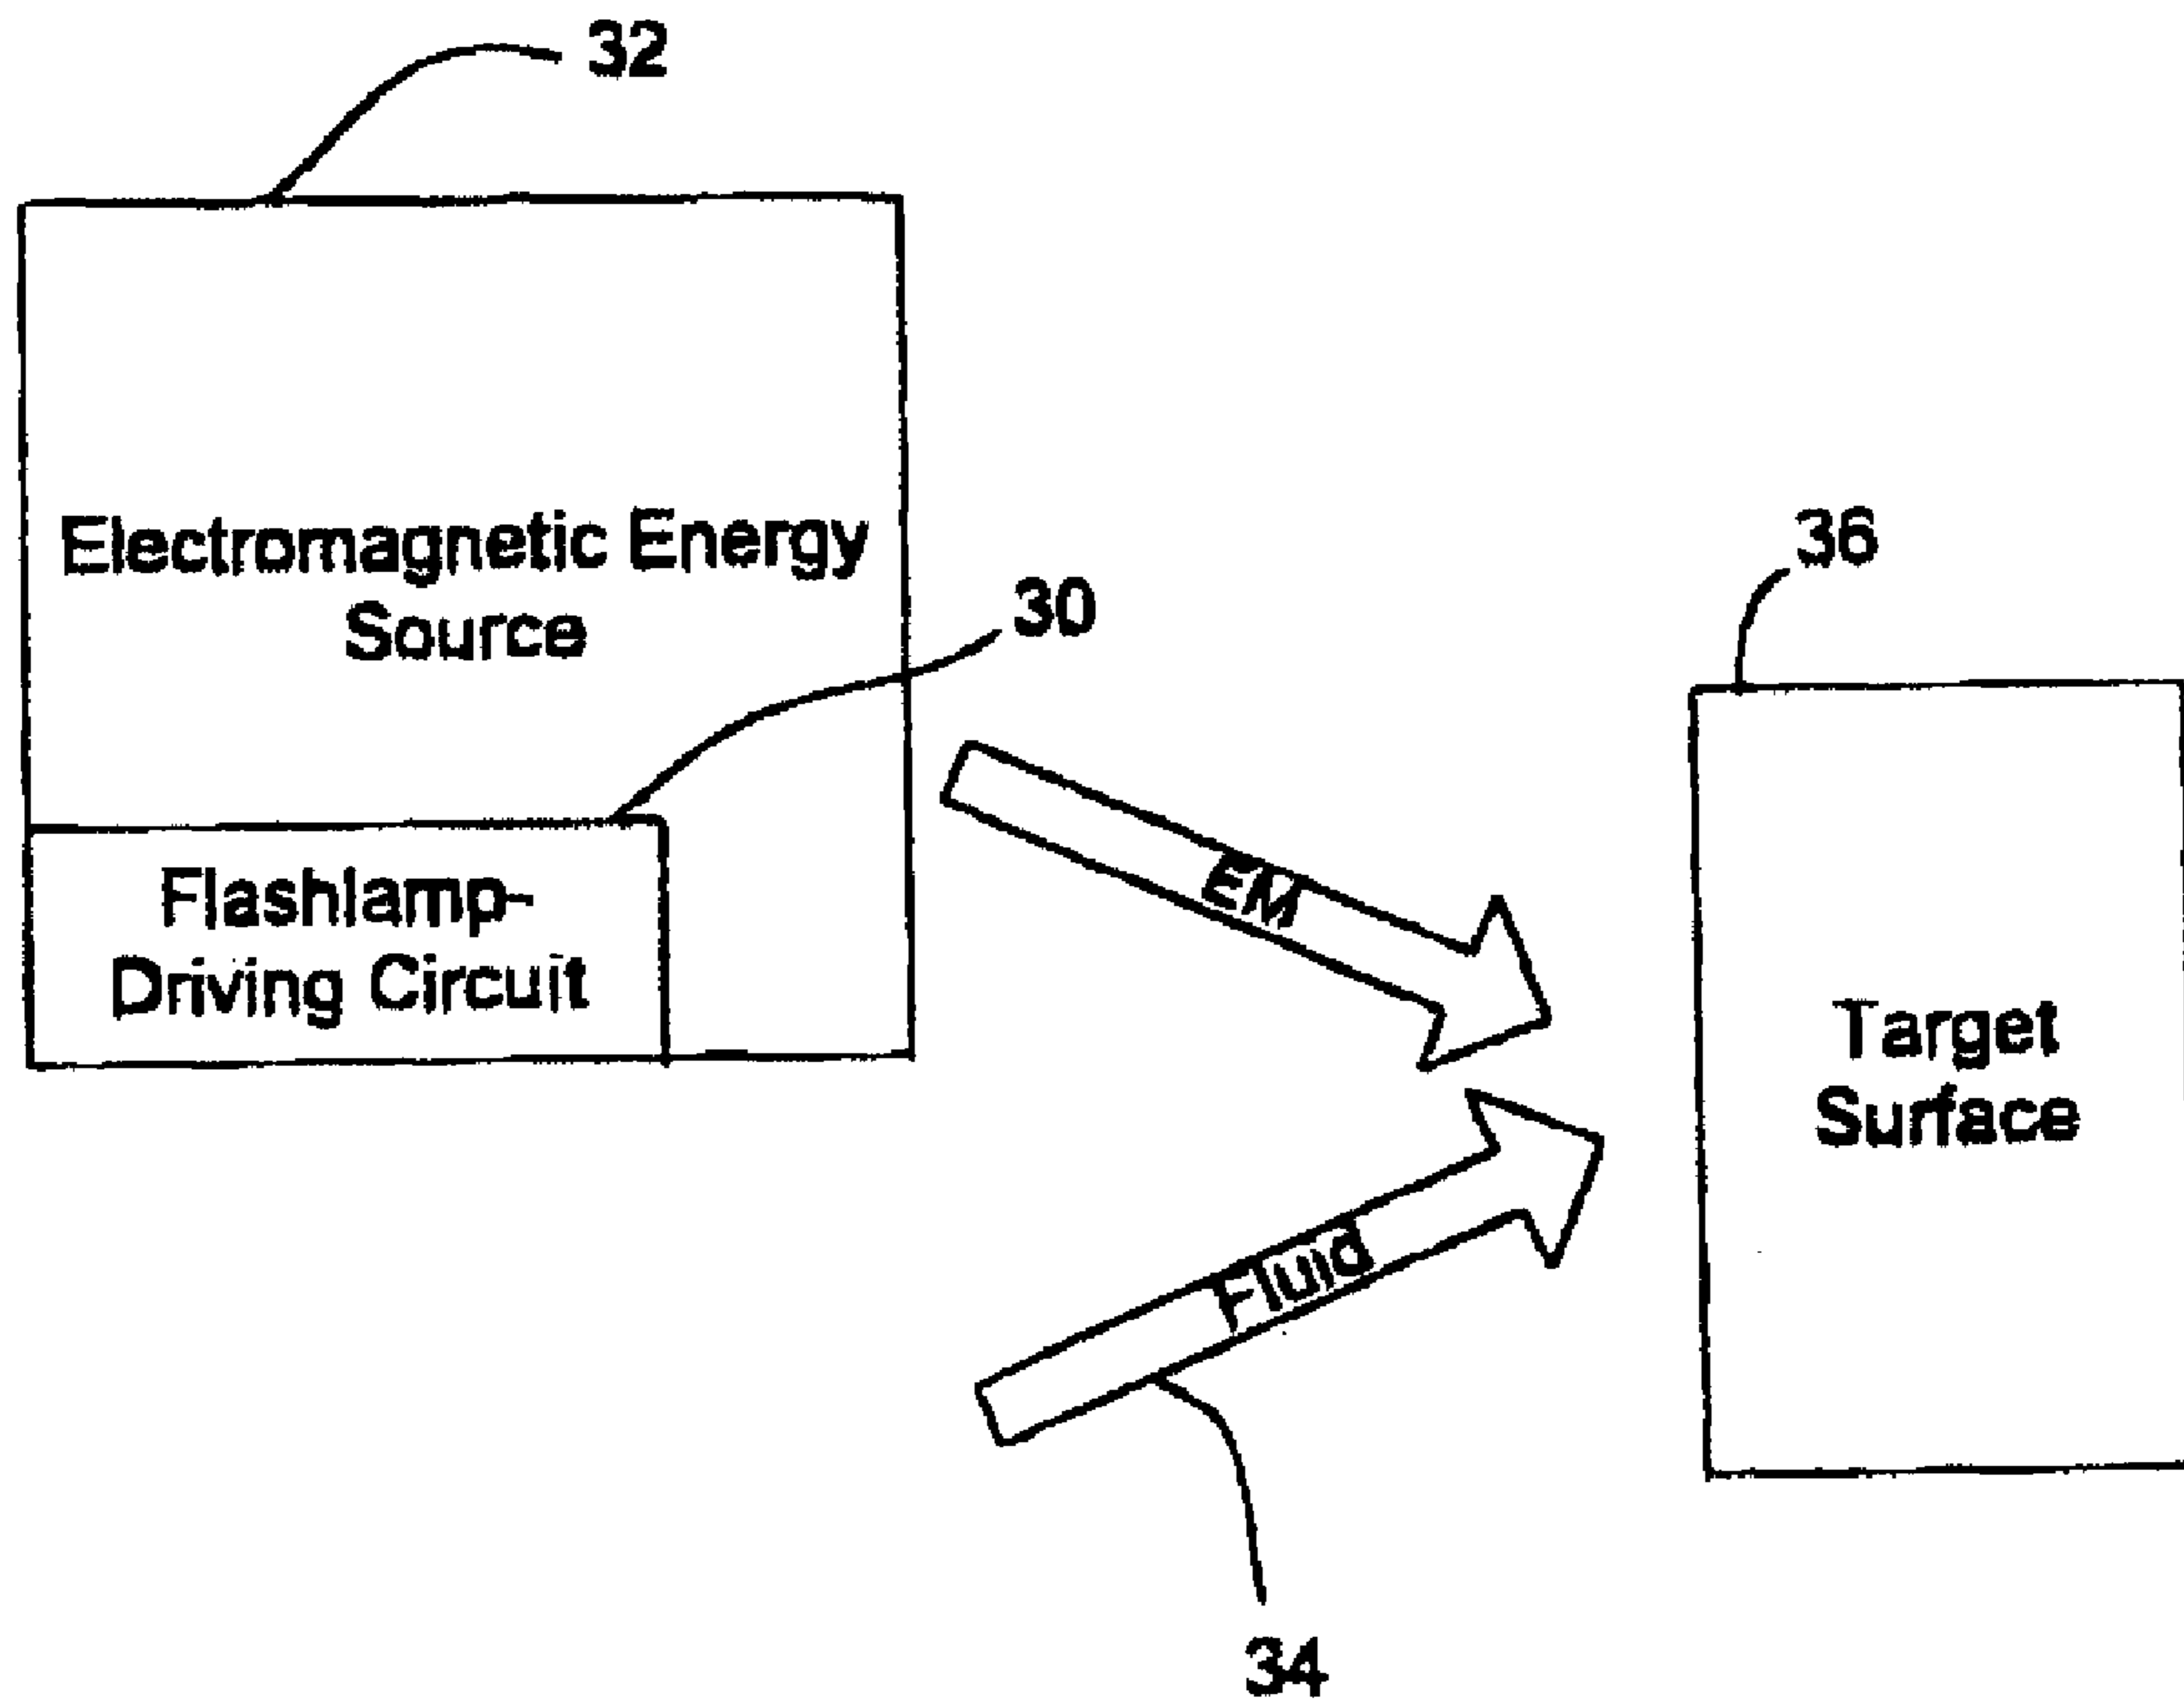 32
Electromagnetic Energy
Source
30
36
Flashlamp-
Driving Circuit
EM
Target
Surface
Fluid
34